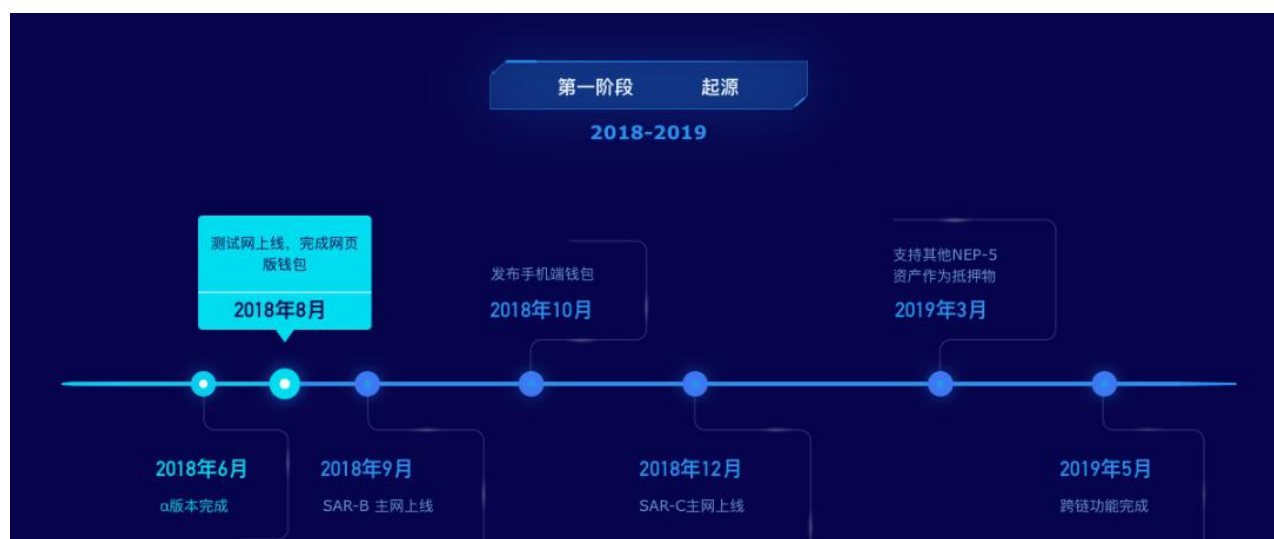 第一阶段 起源
2018-2019
测试网上线，完成网页
版钱包
2018年8月
发布手机端钱包
2018年10月
支持其他NEP-5
资产作为抵押物
2019年3月
2018年6月
α版本完成
2018年9月
SAR-B 主网上线
2018年12月
SAR-C主网上线
2019年5月
跨链功能完成